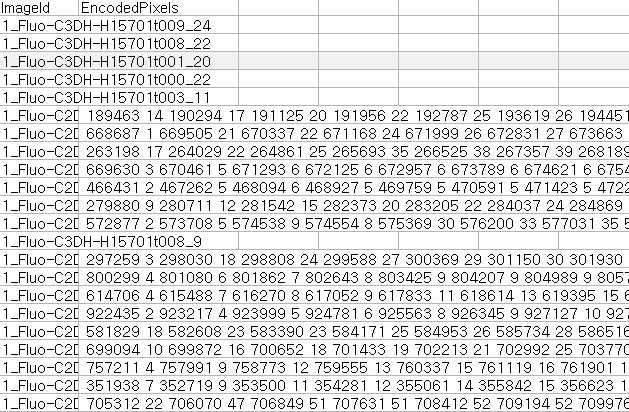 ImageId EncodedPixels
1_Fluo-C3DH-H15701t009_24
1_Fluo-C3DH-H15701t008_22
1_Fluo-C3DH-H15701t001_20
1_Fluo-C3DH-H15701t000_22
1_Fluo-C3DH-H15701t003_11
1_Fluo-C2D 189463 14 190294 17 191125 20 191956 22 192787 25 193619 26 194451
1_Fluo-C2D 668687 1 669505 21 670337 22 671168 24 671999 26 672831 27 673663
1_Fluo-C2D 263198 17 264029 22 264861 25 265693 35 266525 38 267357 39 268189
1_Fluo-C2D 669630 3 670461 5 671293 6 672125 6 672957 6 673789 6 674621 6 6754
1_Fluo-C2D 466431 2 467262 5 468094 6 468927 5 469759 5 470591 5 471423 5 4722
1_Fluo-C2D 279880 9 280711 12 281542 15 282373 20 283205 22 284037 24 284869
1_Fluo-C2D 572877 2 573708 5 574538 9 574554 8 575369 30 576200 33 577031 35 5
1_Fluo-C3DH-H15701t008_9
1_Fluo-C2D 297259 3 298030 18 298808 24 299588 27 300369 29 301150 30 301930
1_Fluo-C2D 800299 4 801080 6 801862 7 802643 8 803425 9 804207 9 804989 9 8057
1_Fluo-C2D 614706 4 615488 7 616270 8 617052 9 617833 11 618614 13 619395 15 6
1_Fluo-C2D 922435 2 923217 4 923999 5 924781 6 925563 8 926345 9 927127 10 927
1_Fluo-C2D 581829 18 582608 23 583390 23 584171 25 584953 26 585734 28 586516
1_Fluo-C2D 699094 10 699872 16 700652 18 701433 19 702213 21 702992 25 703770
1_Fluo-C2D 757211 4 757991 9 758773 12 759555 13 760337 15 761119 16 761901 1
1_Fluo-C2D 351938 7 352719 9 353500 11 354281 12 355061 14 355842 15 356623 1
1_Fluo-C2D 705312 22 706070 47 706849 51 707631 51 708412 52 709194 52 709976